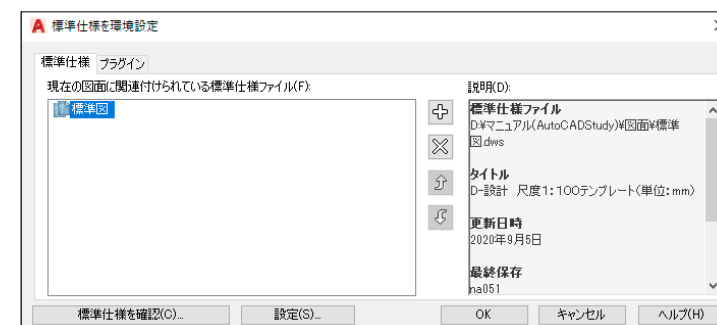 標準仕様を環境設定
標準仕様 プラグイン
現在の図面に関連付けられている標準仕様ファイル(F):
標準図
説明(D):
標準仕様ファイル
D:¥マニュアル(AutoCADStudy)¥図面¥標準
図.dws
タイトル
D-設計 尺度1:100テンプレート(単位:mm)
更新日時
2020年9月5日
最終保存
na051
標準仕様を確認(C)... 設定(S)... OK キャンセル ヘルプ(H)